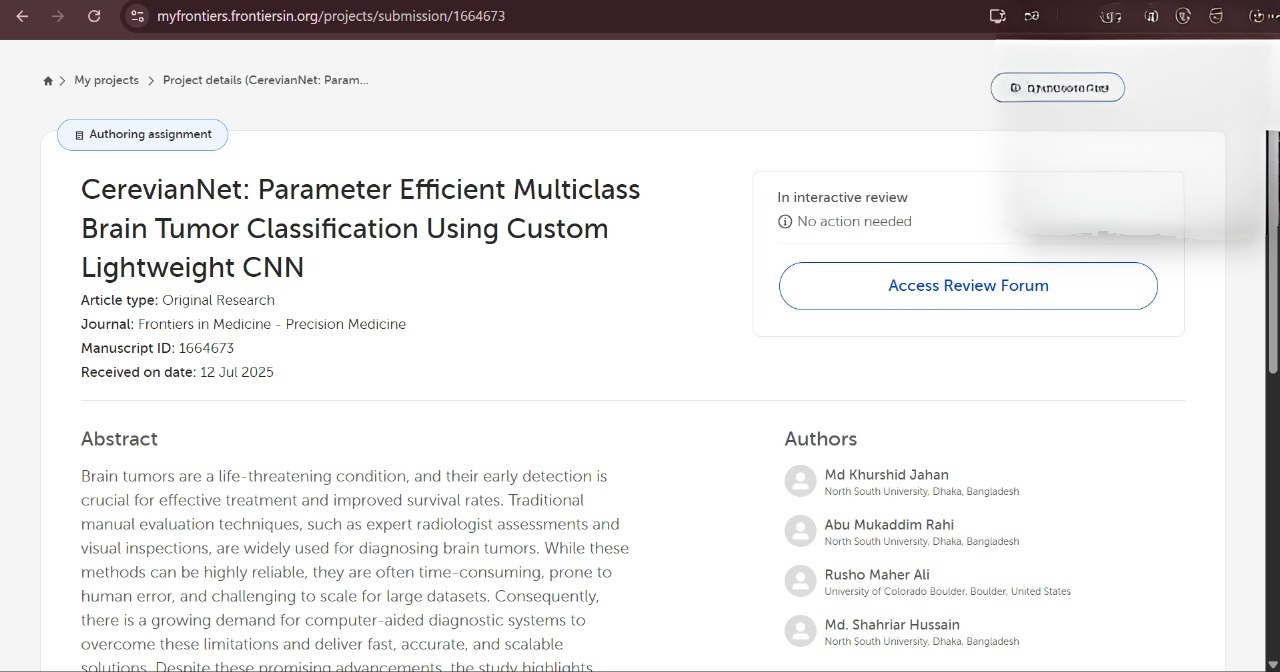 myfrontiers.frontiersin.org/projects/submission/1664673
My projects
Project details (CerevianNet: Param...
Authoring assignment
CerevianNet: Parameter Efficient Multiclass
Brain Tumor Classification Using Custom
Lightweight CNN
Article type: Original Research
Journal: Frontiers in Medicine - Precision Medicine
Manuscript ID: 1664673
Received on date: 12 Jul 2025
In interactive review
No action needed
Access Review Forum
Abstract
Brain tumors are a life-threatening condition, and their early detection is
crucial for effective treatment and improved survival rates. Traditional
manual evaluation techniques, such as expert radiologist assessments and
visual inspections, are widely used for diagnosing brain tumors. While these
methods can be highly reliable, they are often time-consuming, prone to
human error, and challenging to scale for large datasets. Consequently,
there is a growing demand for computer-aided diagnostic systems to
overcome these limitations and deliver fast, accurate, and scalable
solutions. Despite these promising advancements, the study highlights
Authors
Md Khurshid Jahan
North South University, Dhaka, Bangladesh
Abu Mukaddim Rahi
North South University, Dhaka, Bangladesh
Rusho Maher Ali
University of Colorado Boulder, Boulder, United States
Md. Shahriar Hussain
North South University, Dhaka, Bangladesh